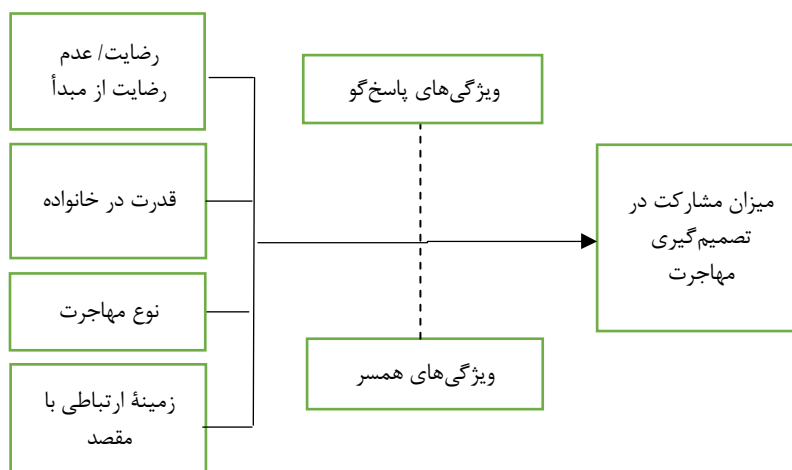 رضایت/ عدم
رضایت از مبدأ
قدرت در خانواده
نوع مهاجرت
زمینۀ ارتباطی با
مقصد
ویژگی‌های پاسخ‌گو
ویژگی‌های همسر
میزان مشارکت در
تصمیم‌گیری
مهاجرت